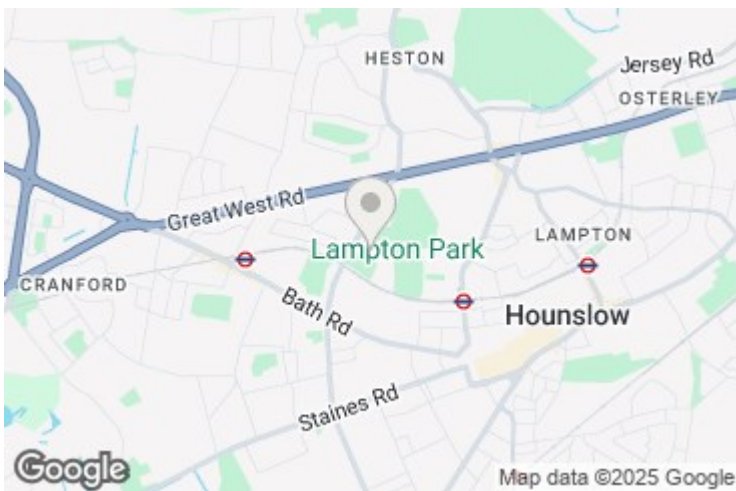 HESTON
Jersey Rd
OSTERLEY
Great West Rd
Lampton Park
LAMPTON
CRANFORD
Bath Rd
Hounslow
Staines Rd
Google
Map data ©2025 Google